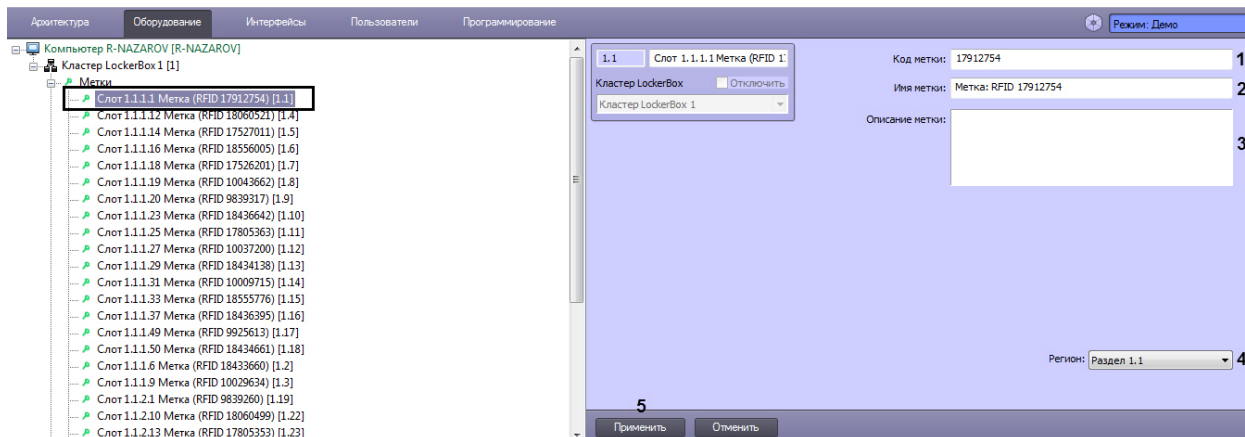 Архитектура Оборудование Интерфейсы Пользователи Программирование Режим: Демо
Компьютер R-NAZAROV [R-NAZAROV]
Кластер LockerBox 1 [1]
Метки
Слот 1.1.1.1 Метка (RFID 17912754) [1.1]
Слот 1.1.1.12 Метка (RFID 18060521) [1.4]
Слот 1.1.1.14 Метка (RFID 17527011) [1.5]
Слот 1.1.1.16 Метка (RFID 18556005) [1.6]
Слот 1.1.1.18 Метка (RFID 17526201) [1.7]
Слот 1.1.1.19 Метка (RFID 10043662) [1.8]
Слот 1.1.1.20 Метка (RFID 9839317) [1.9]
Слот 1.1.1.23 Метка (RFID 18436642) [1.10]
Слот 1.1.1.25 Метка (RFID 17805363) [1.11]
Слот 1.1.1.27 Метка (RFID 10037200) [1.12]
Слот 1.1.1.29 Метка (RFID 18434138) [1.13]
Слот 1.1.1.31 Метка (RFID 10009715) [1.14]
Слот 1.1.1.33 Метка (RFID 18555776) [1.15]
Слот 1.1.1.37 Метка (RFID 18436395) [1.16]
Слот 1.1.1.49 Метка (RFID 9925613) [1.17]
Слот 1.1.1.50 Метка (RFID 18434661) [1.18]
Слот 1.1.1.6 Метка (RFID 18433660) [1.2]
Слот 1.1.1.9 Метка (RFID 10029634) [1.3]
Слот 1.1.2.1 Метка (RFID 9839260) [1.19]
Слот 1.1.2.10 Метка (RFID 18060499) [1.22]
Слот 1.1.2.13 Метка (RFID 17805353) [1.23]
1.1 Слот 1.1.1.1 Метка (RFID 1
Кластер LockerBox Отключить
Кластер LockerBox 1
Код метки: 17912754 1
Имя метки: Метка: RFID 17912754 2
Описание метки: 3
Регион: Раздел 1.1 4
5
Применить Отменить